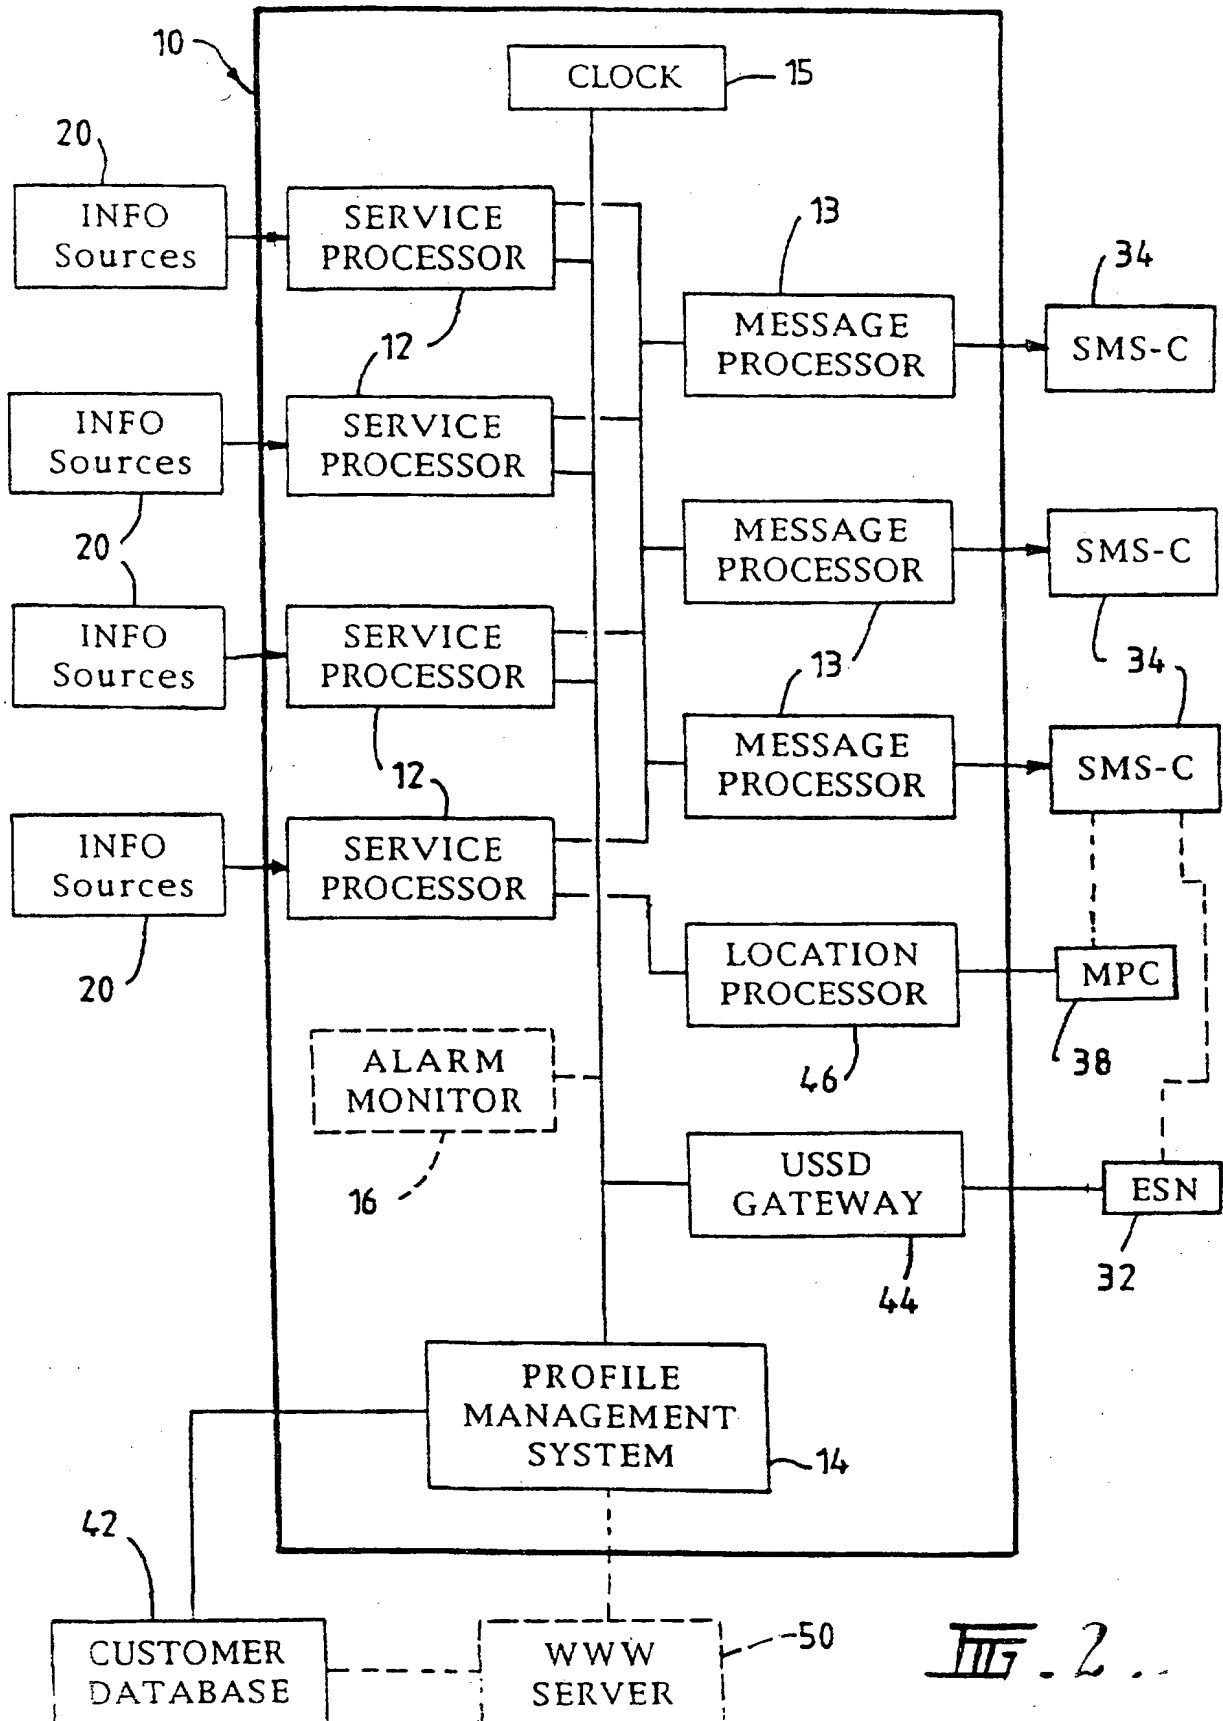 10
CLOCK
15
20
INFO
Sources
SERVICE
PROCESSOR
13
34
12
MESSAGE
PROCESSOR
SMS-C
INFO
Sources
SERVICE
PROCESSOR
20
MESSAGE
PROCESSOR
SMS-C
INFO
Sources
SERVICE
PROCESSOR
13
34
12
MESSAGE
PROCESSOR
SMS-C
INFO
Sources
SERVICE
PROCESSOR
20
LOCATION
PROCESSOR
MPC
46
38
ALARM
MONITOR
16
USSD
GATEWAY
ESN
44
32
PROFILE
MANAGEMENT
SYSTEM
14
42
CUSTOMER
DATABASE
WWW
SERVER
50
FIG. 2.